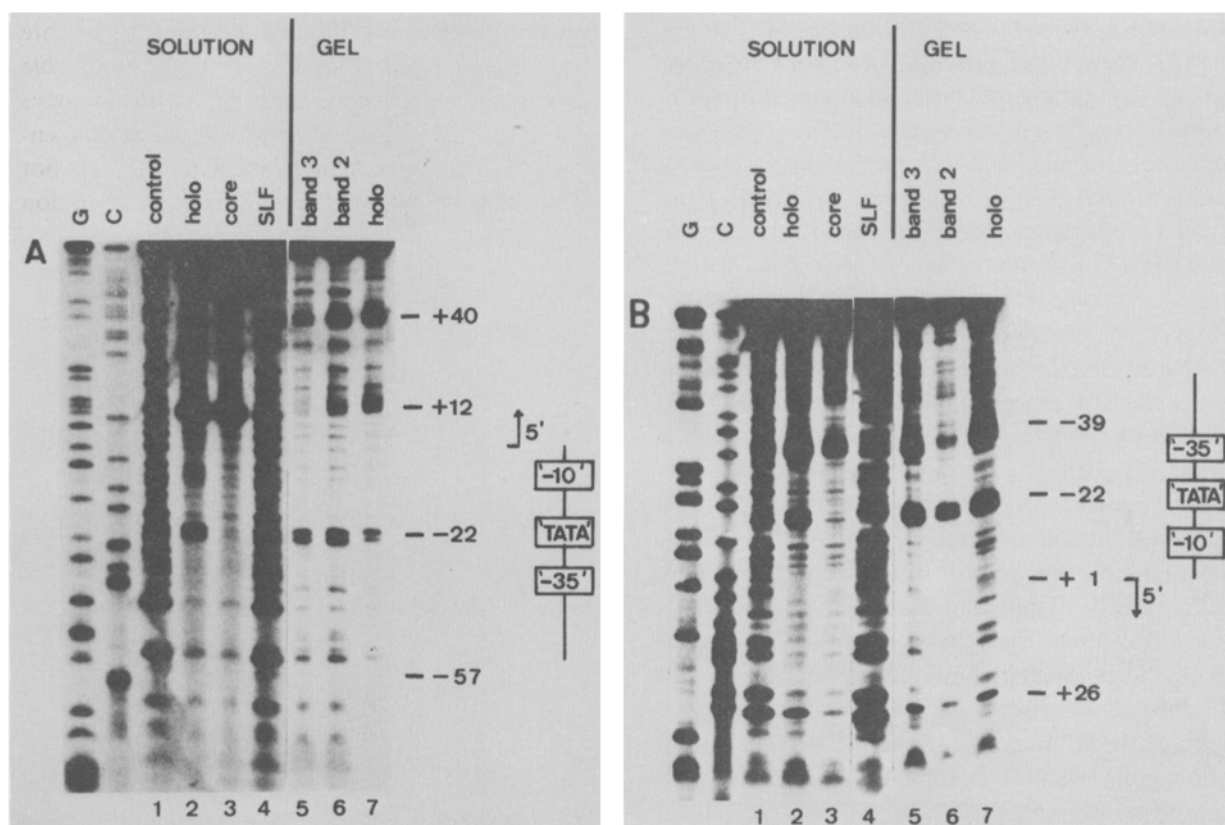 SOLUTION GEL
G C control holo core SLF band 3 band 2 holo
A
+40
+12
5'
'-10'
-22
'TATA'
'-35'
-57
1 2 3 4 5 6 7
SOLUTION GEL
G C control holo core SLF band 3 band 2 holo
B
-39
'-35'
-22
'TATA'
'-10'
+ 1
5'
+26
1 2 3 4 5 6 7